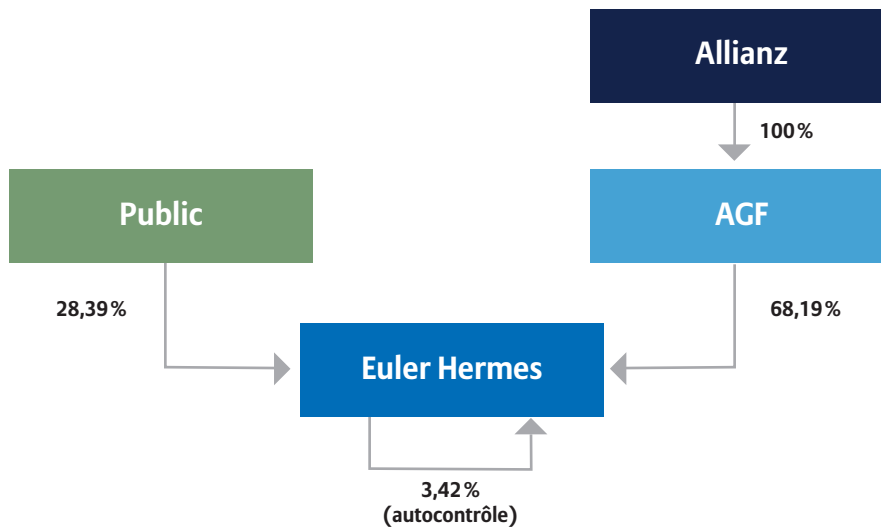 Allianz
100 %
Public
AGF
28,39 %
68,19 %
Euler Hermes
3,42 %
(autocontrôle)